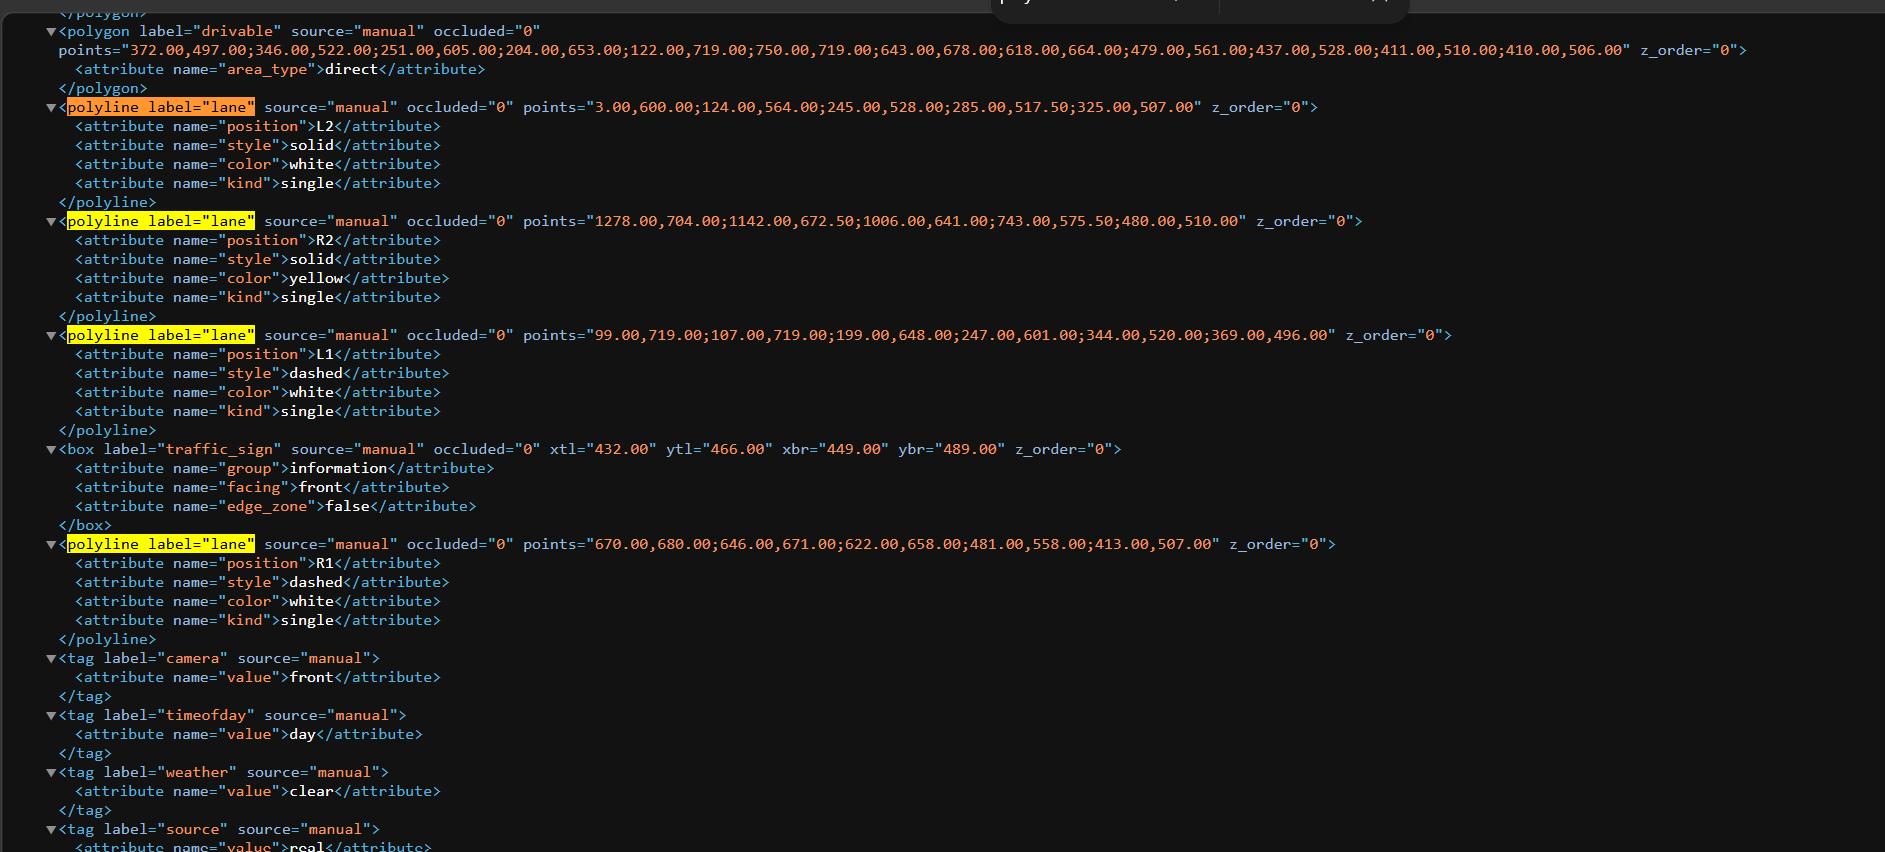 </polygon>
▼<polygon label="drivable" source="manual" occluded="0"
points="372.00,497.00;346.00,522.00;251.00,605.00;204.00,653.00;122.00,719.00;750.00,719.00;643.00,678.00;618.00,664.00;479.00,561.00;437.00,528.00;411.00,510.00;410.00,506.00" z_order="0">
<attribute name="area_type">direct</attribute>
</polygon>
▼<polyline label="lane" source="manual" occluded="0" points="3.00,600.00;124.00,564.00;245.00,528.00;285.00,517.50;325.00,507.00" z_order="0">
<attribute name="position">L2</attribute>
<attribute name="style">solid</attribute>
<attribute name="color">white</attribute>
<attribute name="kind">single</attribute>
</polyline>
▼<polyline label="lane" source="manual" occluded="0" points="1278.00,704.00;1142.00,672.50;1006.00,641.00;743.00,575.50;480.00,510.00" z_order="0">
<attribute name="position">R2</attribute>
<attribute name="style">solid</attribute>
<attribute name="color">yellow</attribute>
<attribute name="kind">single</attribute>
</polyline>
▼<polyline label="lane" source="manual" occluded="0" points="99.00,719.00;107.00,719.00;199.00,648.00;247.00,601.00;344.00,520.00;369.00,496.00" z_order="0">
<attribute name="position">L1</attribute>
<attribute name="style">dashed</attribute>
<attribute name="color">white</attribute>
<attribute name="kind">single</attribute>
</polyline>
▼<box label="traffic_sign" source="manual" occluded="0" xtl="432.00" ytl="466.00" xbr="449.00" ybr="489.00" z_order="0">
<attribute name="group">information</attribute>
<attribute name="facing">front</attribute>
<attribute name="edge_zone">false</attribute>
</box>
▼<polyline label="lane" source="manual" occluded="0" points="670.00,680.00;646.00,671.00;622.00,658.00;481.00,558.00;413.00,507.00" z_order="0">
<attribute name="position">R1</attribute>
<attribute name="style">dashed</attribute>
<attribute name="color">white</attribute>
<attribute name="kind">single</attribute>
</polyline>
▼<tag label="camera" source="manual">
<attribute name="value">front</attribute>
</tag>
▼<tag label="timeofday" source="manual">
<attribute name="value">day</attribute>
</tag>
▼<tag label="weather" source="manual">
<attribute name="value">clear</attribute>
</tag>
▼<tag label="source" source="manual">
<attribute name="value">real</attribute>